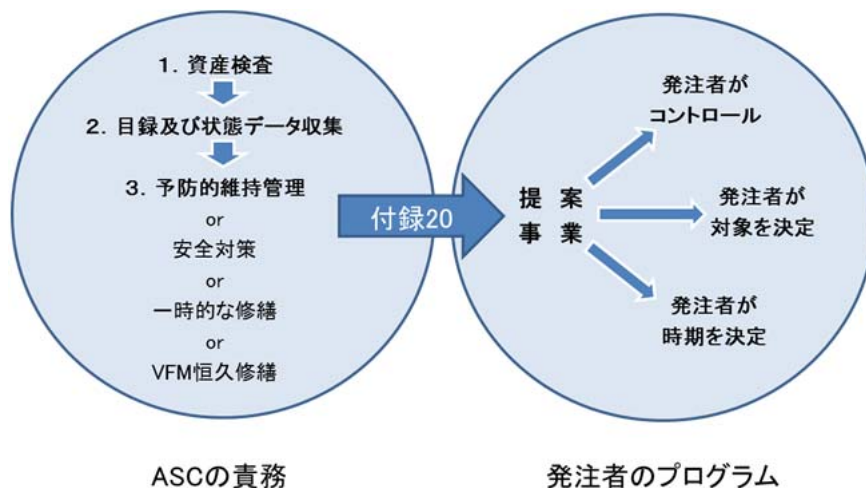 1. 資産検査
2. 目録及び状態データ収集
3. 予防的維持管理
or
安全対策
or
一時的な修繕
or
VFM恒久修繕
付録20
提 案
事 業
発注者が
コントロール
発注者が
対象を決定
発注者が
時期を決定
ASCの責務
発注者のプログラム